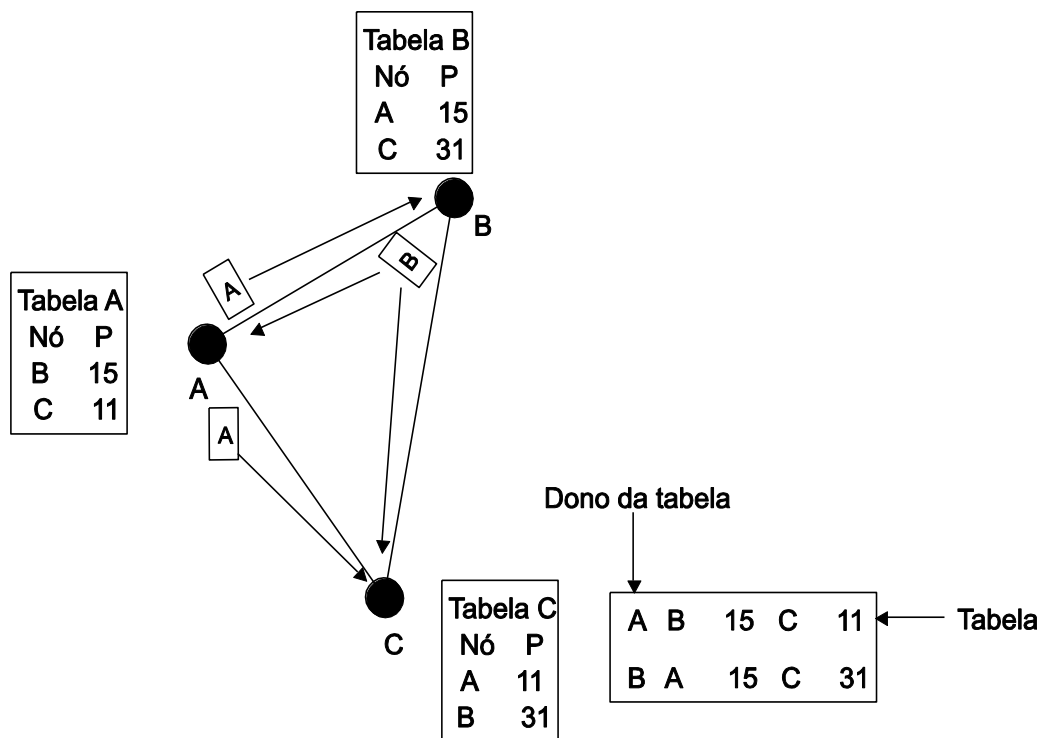 Tabela B
Nó P
A 15
C 31
B
B
A
Tabela A
Nó P
B 15
C 11
A
A
Dono da tabela
Tabela C
Nó P
A 11
B 31
C
A B 15 C 11
Tabela
B A 15 C 31